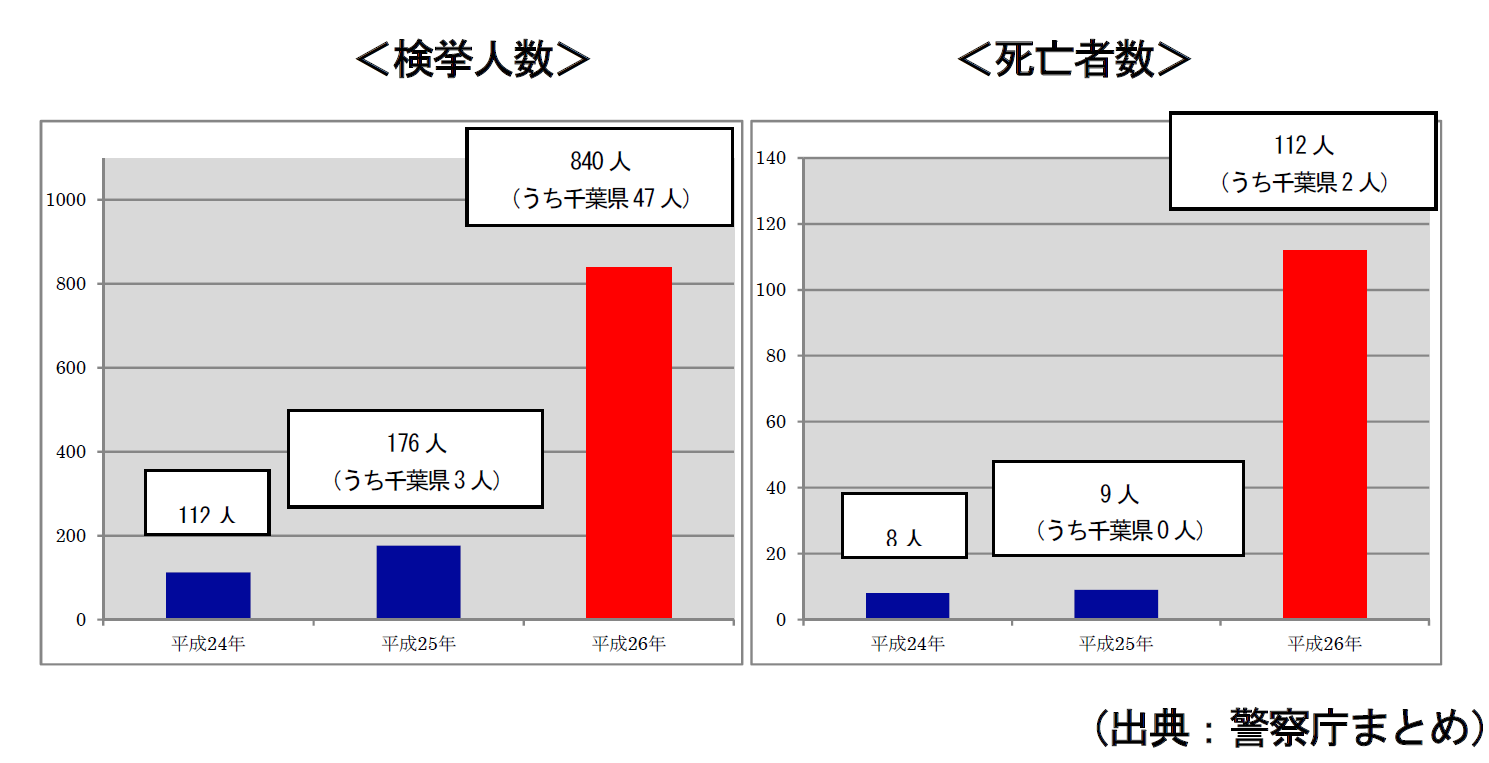 ＜検挙人数＞
1000
800
600
400
200
0
840 人
（うち千葉県 47 人）
176 人
（うち千葉県 3 人）
112 人
平成24年
平成25年
平成26年
＜死亡者数＞
140
120
100
80
60
40
20
0
112 人
（うち千葉県 2 人）
9 人
（うち千葉県 0 人）
8 人
平成24年
平成25年
平成26年
（出典：警察庁まとめ）